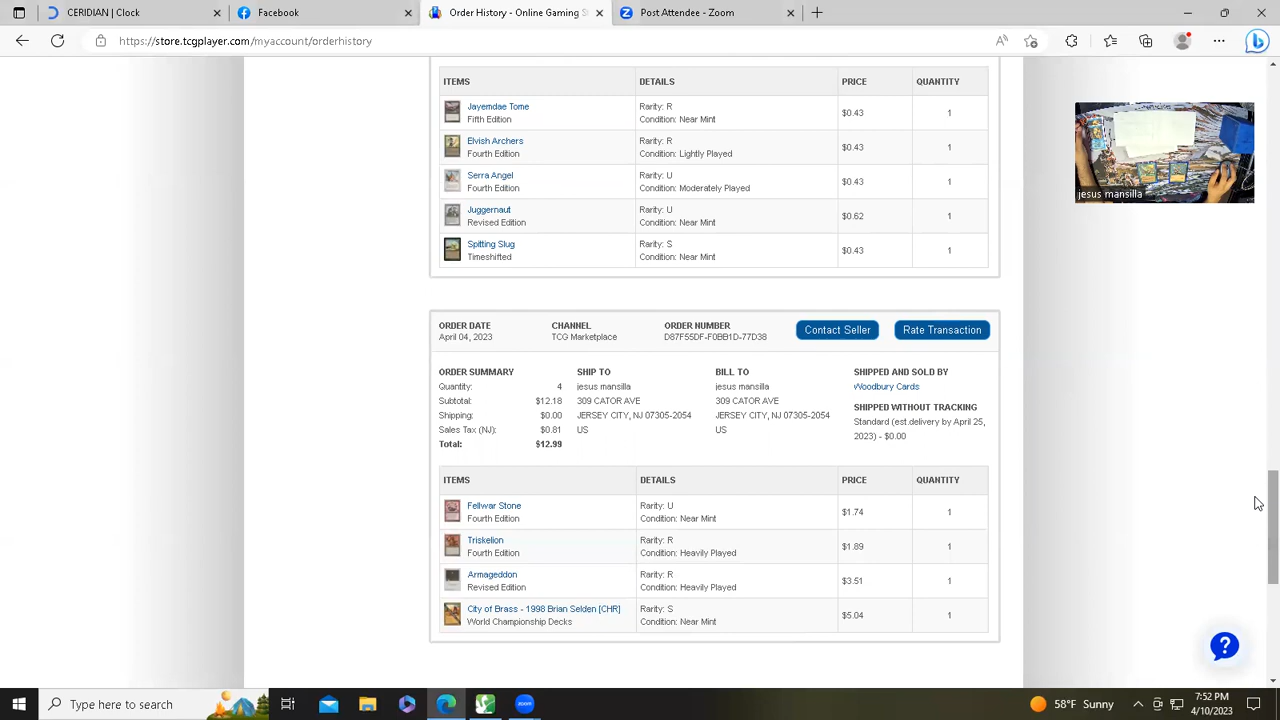 CERIDIAN | Clock
Facebook
Order History - Online Gaming S
Post Attendee - Zoom
https://store.tcgplayer.com/myaccount/orderhistory
ITEMS DETAILS PRICE QUANTITY
Jayemdae Tome Rarity: R
Fifth Edition Condition: Near Mint $0.43 1
Elvish Archers Rarity: R
Fourth Edition Condition: Lightly Played $0.43 1
Serra Angel Rarity: U
Fourth Edition Condition: Moderately Played $0.43 1
Juggernaut Rarity: U
Revised Edition Condition: Near Mint $0.62 1
Spitting Slug Rarity: S
Timeshifted Condition: Near Mint $0.43 1
jesus mansilla
ORDER DATE CHANNEL ORDER NUMBER Contact Seller Rate Transaction
April 04, 2023 TCG Marketplace D87F55DF-F0BB1D-77D38
ORDER SUMMARY SHIP TO BILL TO SHIPPED AND SOLD BY
Quantity: 4 jesus mansilla jesus mansilla Woodbury Cards
Subtotal: $12.18 309 CATOR AVE 309 CATOR AVE SHIPPED WITHOUT TRACKING
Shipping: $0.00 JERSEY CITY, NJ 07305-2054 JERSEY CITY, NJ 07305-2054 Standard (est.delivery by April 25,
Sales Tax (NJ): $0.81 US US 2023) - $0.00
Total: $12.99
ITEMS DETAILS PRICE QUANTITY
Fellwar Stone Rarity: U
Fourth Edition Condition: Near Mint $1.74 1
Triskelion Rarity: R
Fourth Edition Condition: Heavily Played $1.89 1
Armageddon Rarity: R
Revised Edition Condition: Heavily Played $3.51 1
City of Brass - 1998 Brian Selden [CHR] Rarity: S
World Championship Decks Condition: Near Mint $5.04 1
?
Type here to search
zoom
58°F Sunny
7:52 PM
4/10/2023